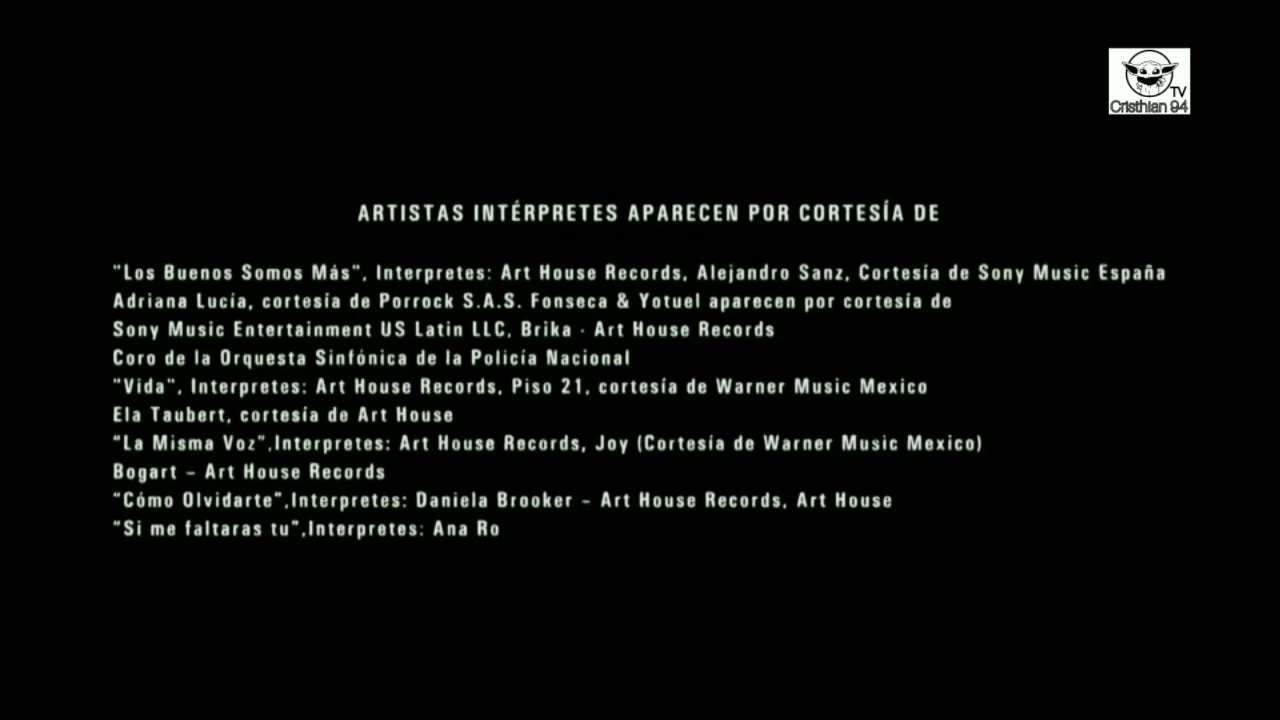 TV
Cristhian 94
ARTISTAS INTÉRPRETES APARECEN POR CORTESÍA DE
"Los Buenos Somos Más", Interpretes: Art House Records, Alejandro Sanz, Cortesía de Sony Music España
Adriana Lucía, cortesía de Porrock S.A.S. Fonseca & Yotuel aparecen por cortesía de
Sony Music Entertainment US Latin LLC, Brika · Art House Records
Coro de la Orquesta Sinfónica de la Policía Nacional
"Vida", Interpretes: Art House Records, Piso 21, cortesía de Warner Music Mexico
Ela Taubert, cortesía de Art House
“La Misma Voz”,Interpretes: Art House Records, Joy (Cortesía de Warner Music Mexico)
Bogart – Art House Records
“Cómo Olvidarte”,Interpretes: Daniela Brooker – Art House Records, Art House
“Si me faltaras tu”,Interpretes: Ana Ro